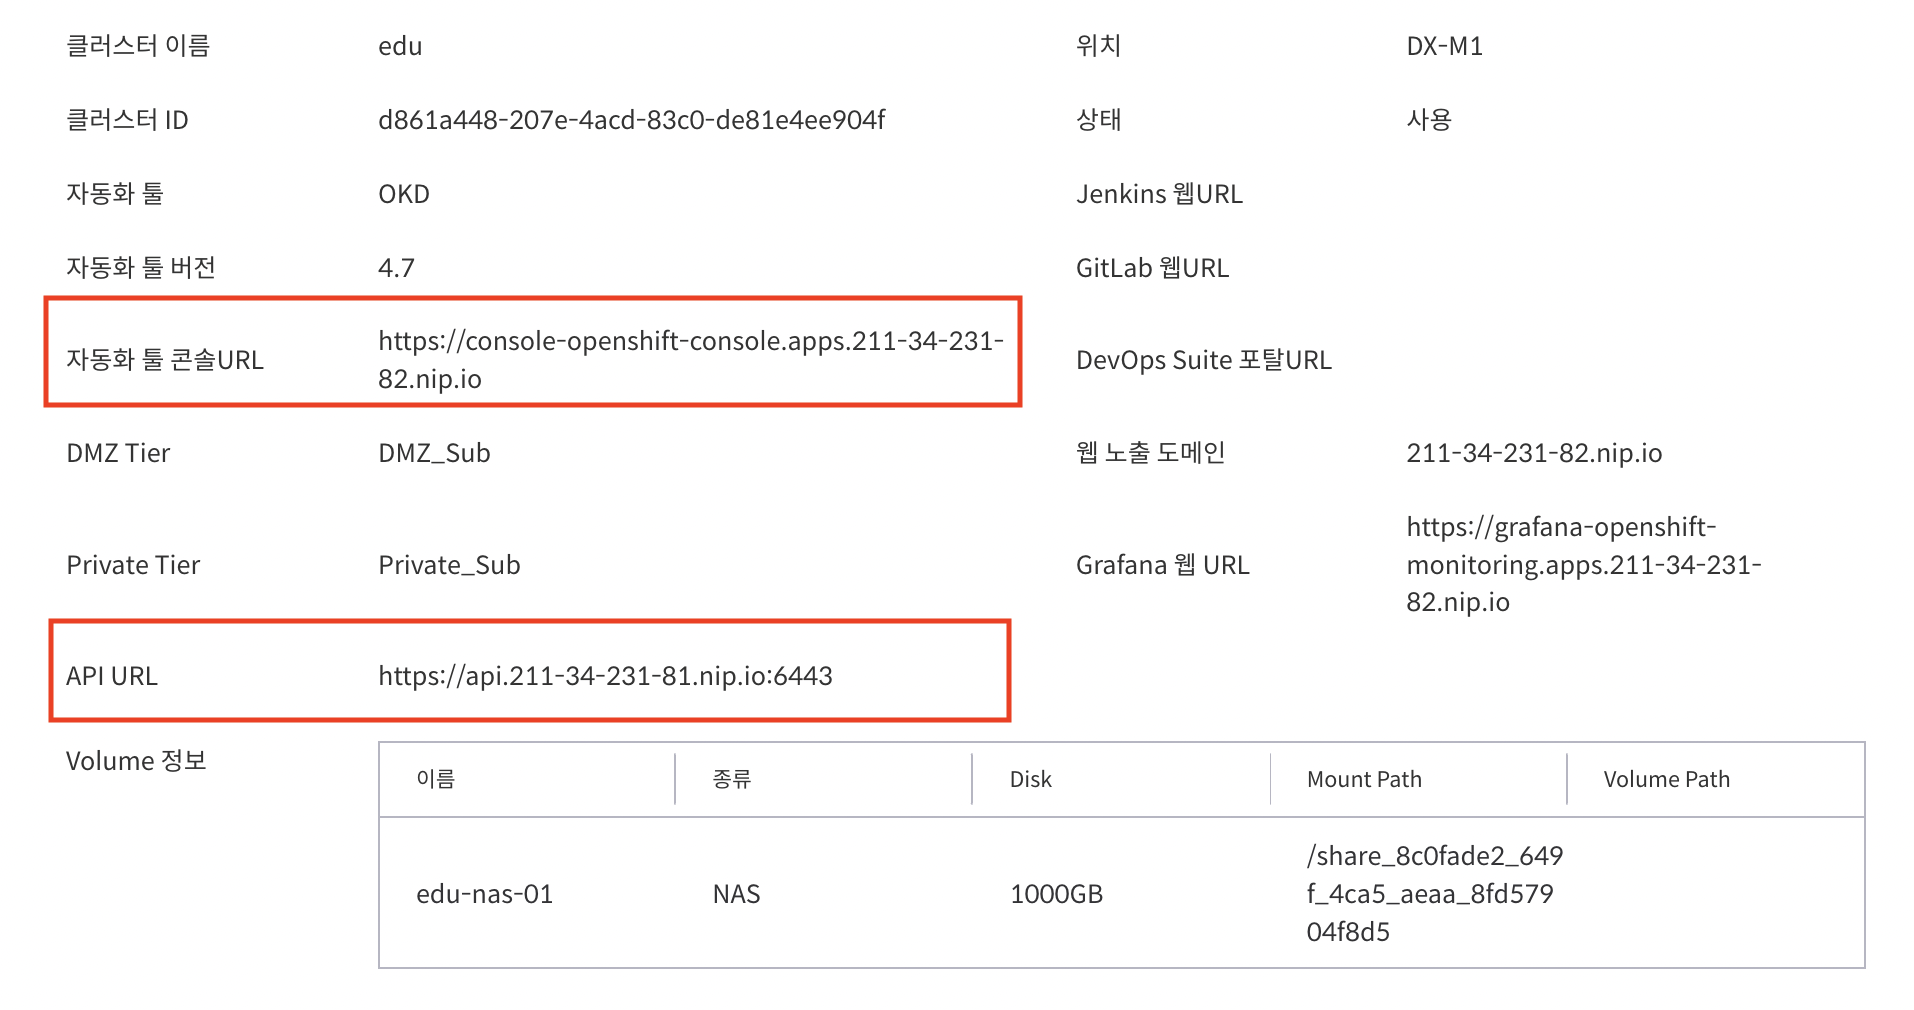 클러스터 이름 edu 위치 DX-M1
클러스터 ID d861a448-207e-4acd-83c0-de81e4ee904f 상태 사용
자동화 툴 OKD Jenkins 웹URL
자동화 툴 버전 4.7 GitLab 웹URL
자동화 툴 콘솔URL
https://console-openshift-console.apps.211-34-231-
82.nip.io
DevOps Suite 포탈URL
DMZ Tier DMZ_Sub 웹 노출 도메인 211-34-231-82.nip.io
Private Tier Private_Sub Grafana 웹 URL
https://grafana-openshift-
monitoring.apps.211-34-231-
82.nip.io
API URL https://api.211-34-231-81.nip.io:6443
Volume 정보
이름 종류 Disk Mount Path Volume Path
edu-nas-01 NAS 1000GB
/share_8c0fade2_649
f_4ca5_aeaa_8fd579
04f8d5